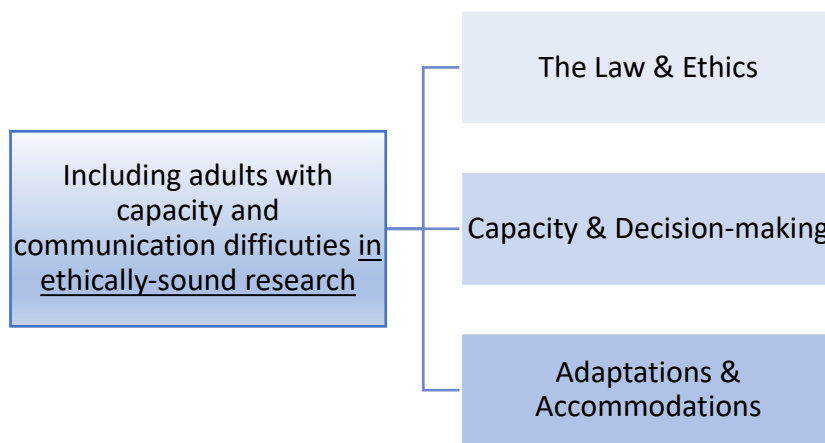 Including adults with
capacity and
communication difficuties in
ethically-sound research
The Law & Ethics
Capacity & Decision-making
Adaptations &
Accommodations